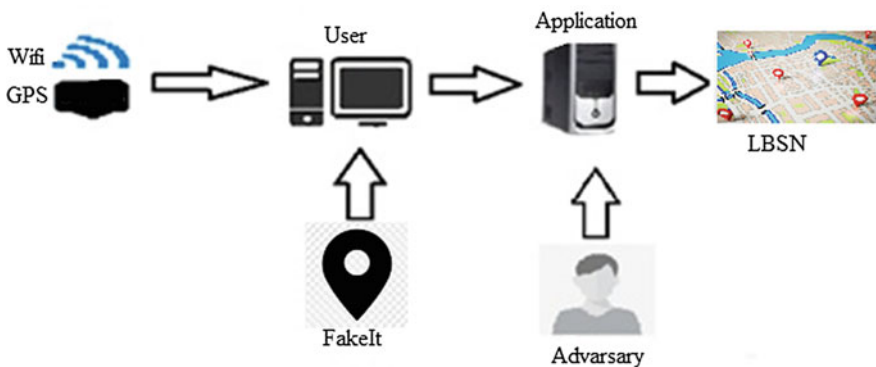 Application
User
Wifi
GPS
LBSN
FakeIt
Advarsary